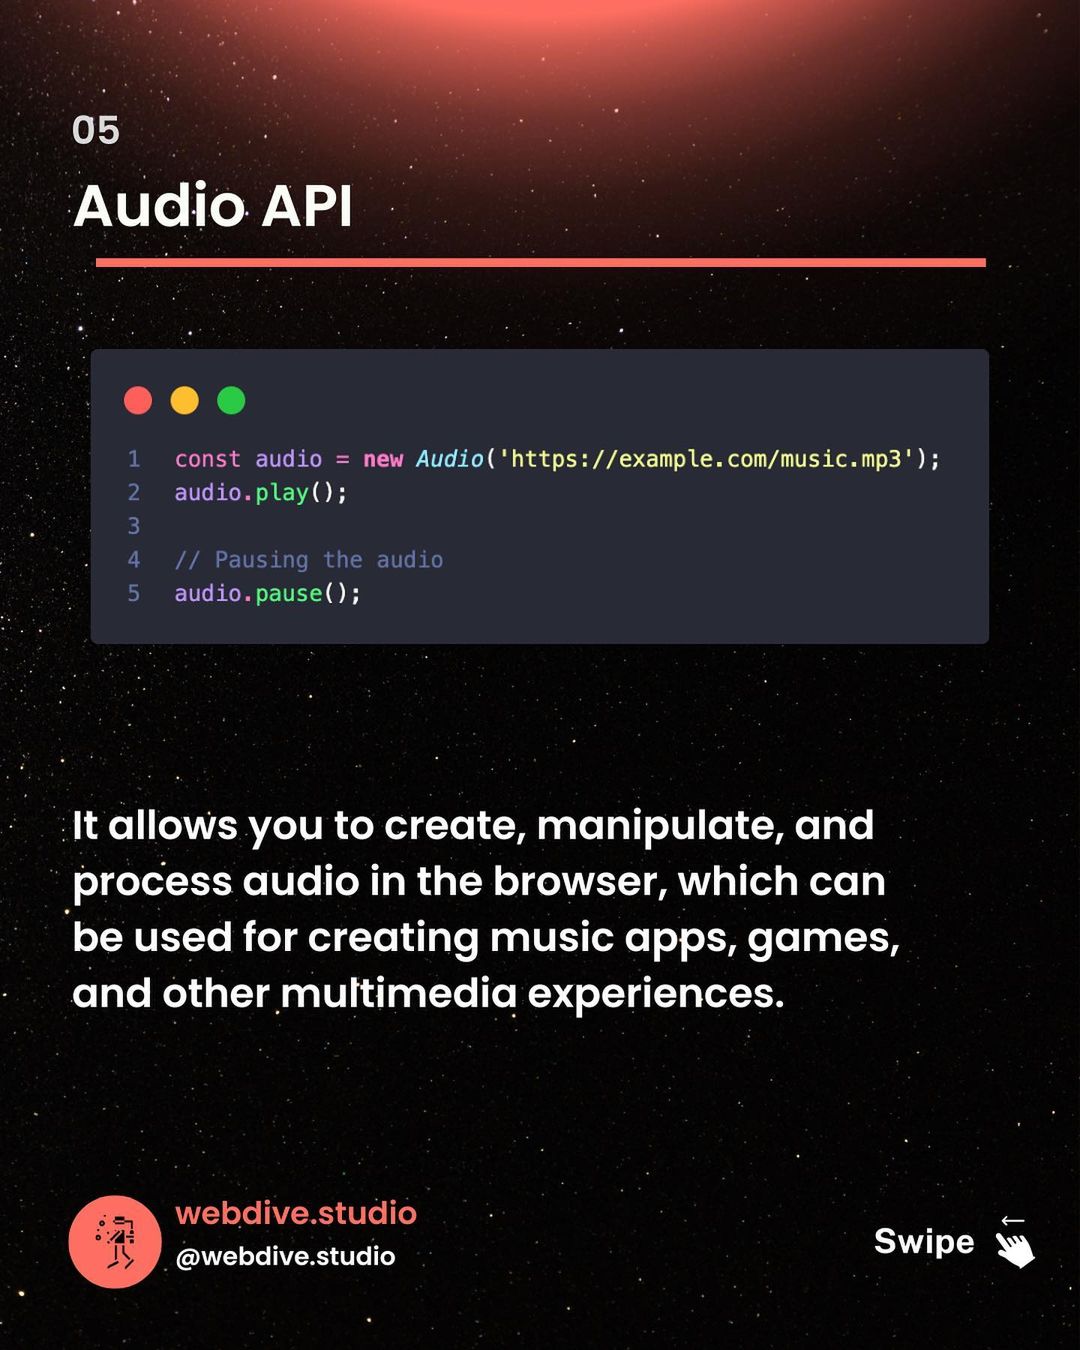 05
Audio API
1 const audio = new Audio('https://example.com/music.mp3');
2 audio.play();
3
4 // Pausing the audio
5 audio.pause();
It allows you to create, manipulate, and
process audio in the browser, which can
be used for creating music apps, games,
and other multimedia experiences.
webdive.studio
@webdive.studio
Swipe